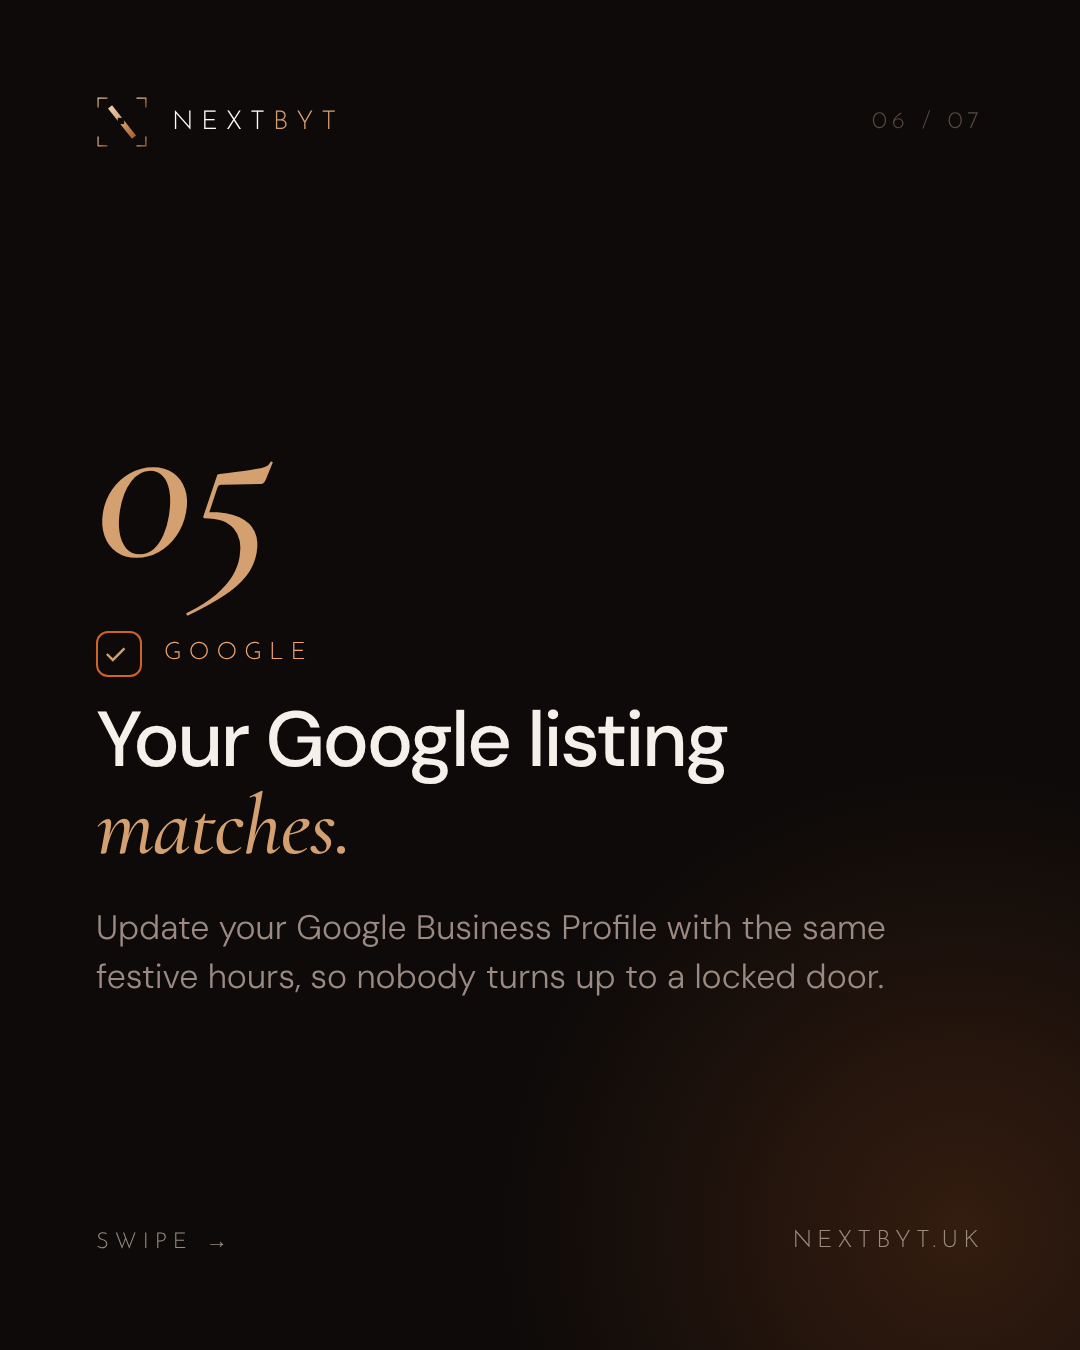 NEXTBYT
06 / 07
05
GOOGLE
Your Google listing
matches.
Update your Google Business Profile with the same
festive hours, so nobody turns up to a locked door.
SWIPE →
NEXTBYT.UK